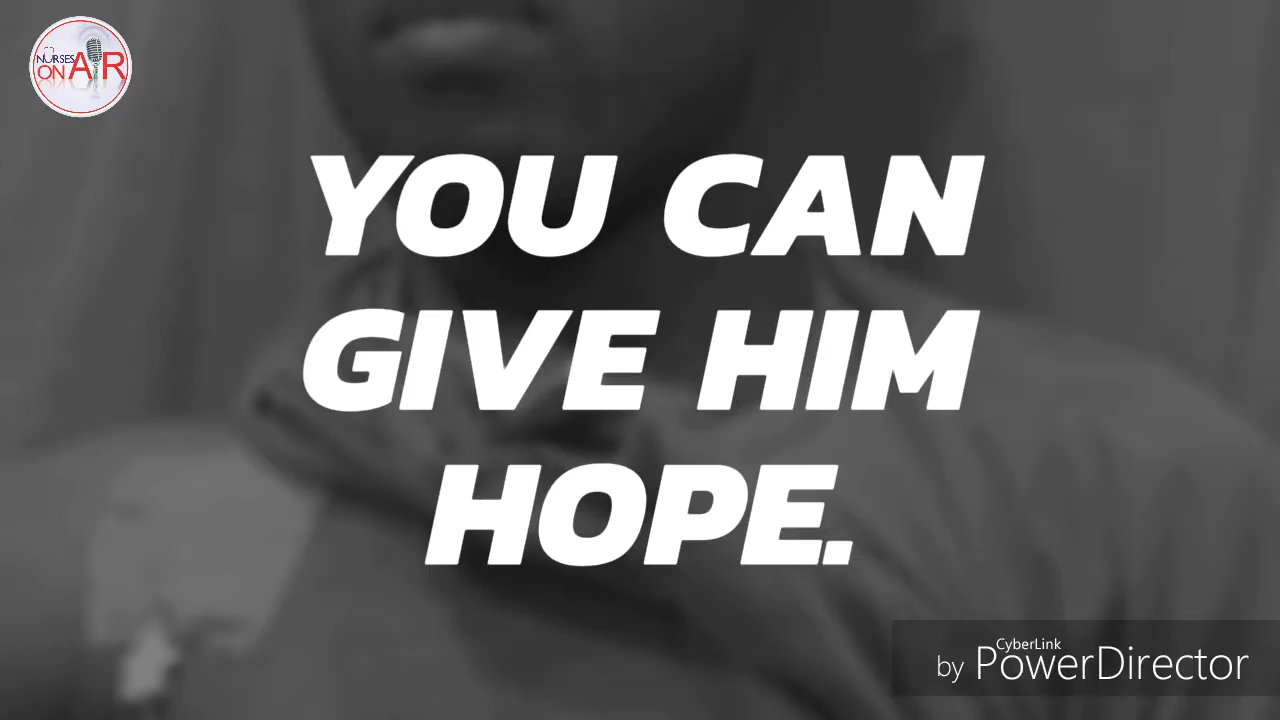 NURSES
ON AIR
YOU CAN
GIVE HIM
HOPE.
CyberLink
by PowerDirector